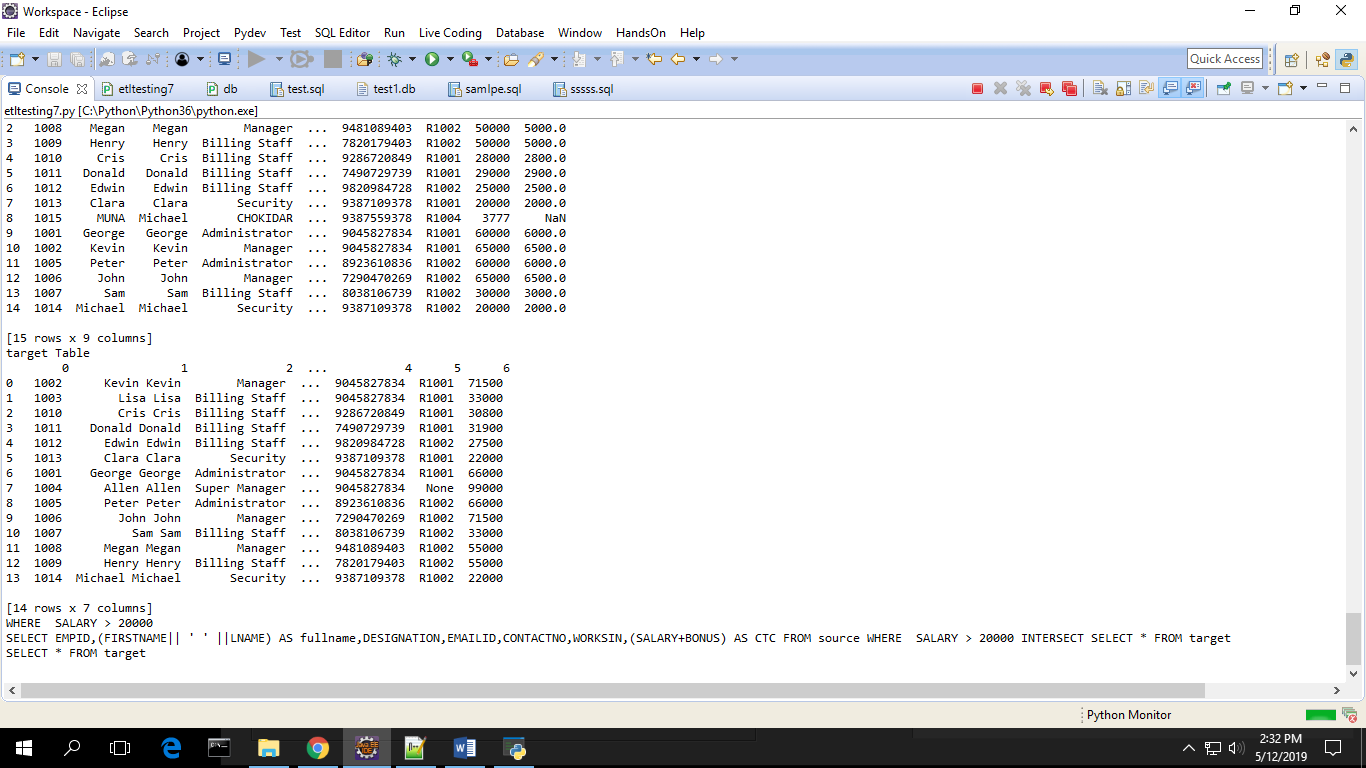 Workspace - Eclipse
File Edit Navigate Search Project Pydev Test SQL Editor Run Live Coding Database Window HandsOn Help
Quick Access
Console etltesting7 db test.sql test1.db samlpe.sql sssss.sql
etltesting7.py [C:\Python\Python36\python.exe]
2 1008 Megan Megan Manager ... 9481089403 R1002 50000 5000.0
3 1009 Henry Henry Billing Staff ... 7820179403 R1002 50000 5000.0
4 1010 Cris Cris Billing Staff ... 9286720849 R1001 28000 2800.0
5 1011 Donald Donald Billing Staff ... 7490729739 R1001 29000 2900.0
6 1012 Edwin Edwin Billing Staff ... 9820984728 R1002 25000 2500.0
7 1013 Clara Clara Security ... 9387109378 R1001 20000 2000.0
8 1015 MUNA Michael CHOKIDAR ... 9387559378 R1004 3777 NaN
9 1001 George George Administrator ... 9045827834 R1001 60000 6000.0
10 1002 Kevin Kevin Manager ... 9045827834 R1001 65000 6500.0
11 1005 Peter Peter Administrator ... 8923610836 R1002 60000 6000.0
12 1006 John John Manager ... 7290470269 R1002 65000 6500.0
13 1007 Sam Sam Billing Staff ... 8038106739 R1002 30000 3000.0
14 1014 Michael Michael Security ... 9387109378 R1002 20000 2000.0
[15 rows x 9 columns]
target Table
0 1 2 ... 4 5 6
0 1002 Kevin Kevin Manager ... 9045827834 R1001 71500
1 1003 Lisa Lisa Billing Staff ... 9045827834 R1001 33000
2 1010 Cris Cris Billing Staff ... 9286720849 R1001 30800
3 1011 Donald Donald Billing Staff ... 7490729739 R1001 31900
4 1012 Edwin Edwin Billing Staff ... 9820984728 R1002 27500
5 1013 Clara Clara Security ... 9387109378 R1001 22000
6 1001 George George Administrator ... 9045827834 R1001 66000
7 1004 Allen Allen Super Manager ... 9045827834 None 99000
8 1005 Peter Peter Administrator ... 8923610836 R1002 66000
9 1006 John John Manager ... 7290470269 R1002 71500
10 1007 Sam Sam Billing Staff ... 8038106739 R1002 33000
11 1008 Megan Megan Manager ... 9481089403 R1002 55000
12 1009 Henry Henry Billing Staff ... 7820179403 R1002 55000
13 1014 Michael Michael Security ... 9387109378 R1002 22000
[14 rows x 7 columns]
WHERE SALARY > 20000
SELECT EMPID,(FIRSTNAME|| ' ' ||LNAME) AS fullname,DESIGNATION,EMAILID,CONTACTNO,WORKSIN,(SALARY+BONUS) AS CTC FROM source WHERE SALARY > 20000 INTERSECT SELECT * FROM target
SELECT * FROM target
Python Monitor
2:32 PM
5/12/2019